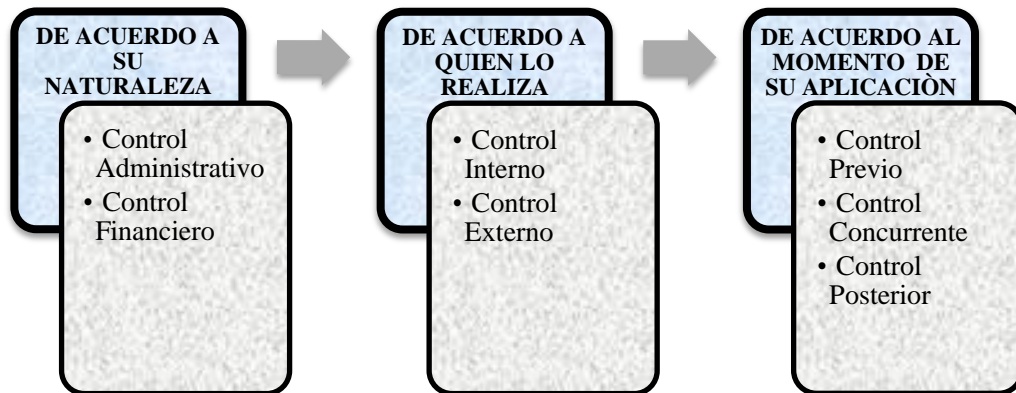 DE ACUERDO A
SU
NATURALEZA
• Control
Administrativo
• Control
Financiero
DE ACUERDO A
QUIEN LO
REALIZA
• Control
Interno
• Control
Externo
DE ACUERDO AL
MOMENTO DE
SU APLICACIÒN
• Control
Previo
• Control
Concurrente
• Control
Posterior